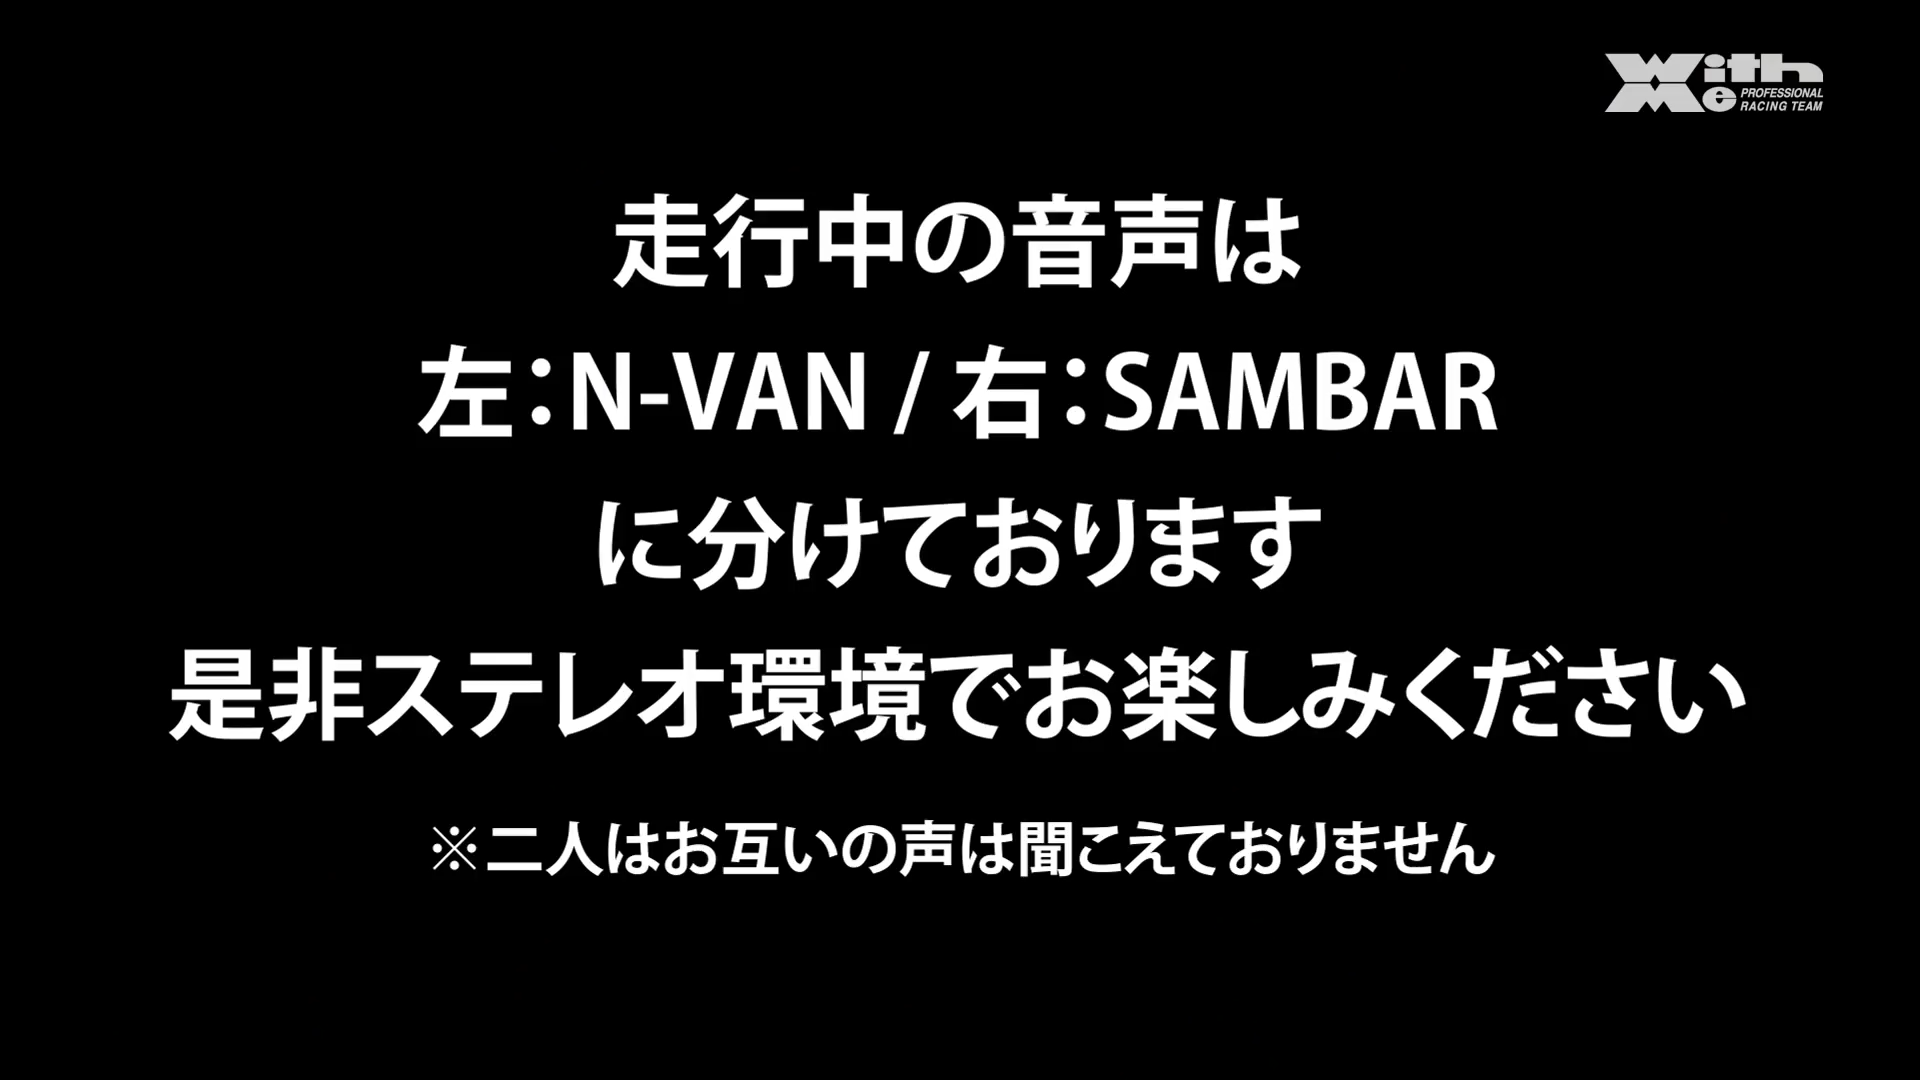 With Me PROFESSIONAL RACING TEAM
走行中の音声は
左：N-VAN / 右：SAMBAR
に分けております
是非ステレオ環境でお楽しみください
※二人はお互いの声は聞こえておりません